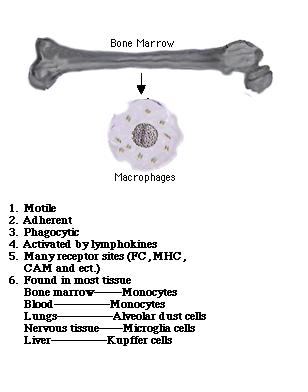 Bone Marrow
Macrophages
1. Motile
2. Adherent
3. Phagocytic
4. Activated by lymphokines
5. Many receptor sites (FC, MHC,
CAM and ect.)
6. Found in most tissue
Bone marrow——Monocytes
Blood————Monocytes
Lungs————Alveolar dust cells
Nervous tissue——Microglia cells
Liver————Kupffer cells